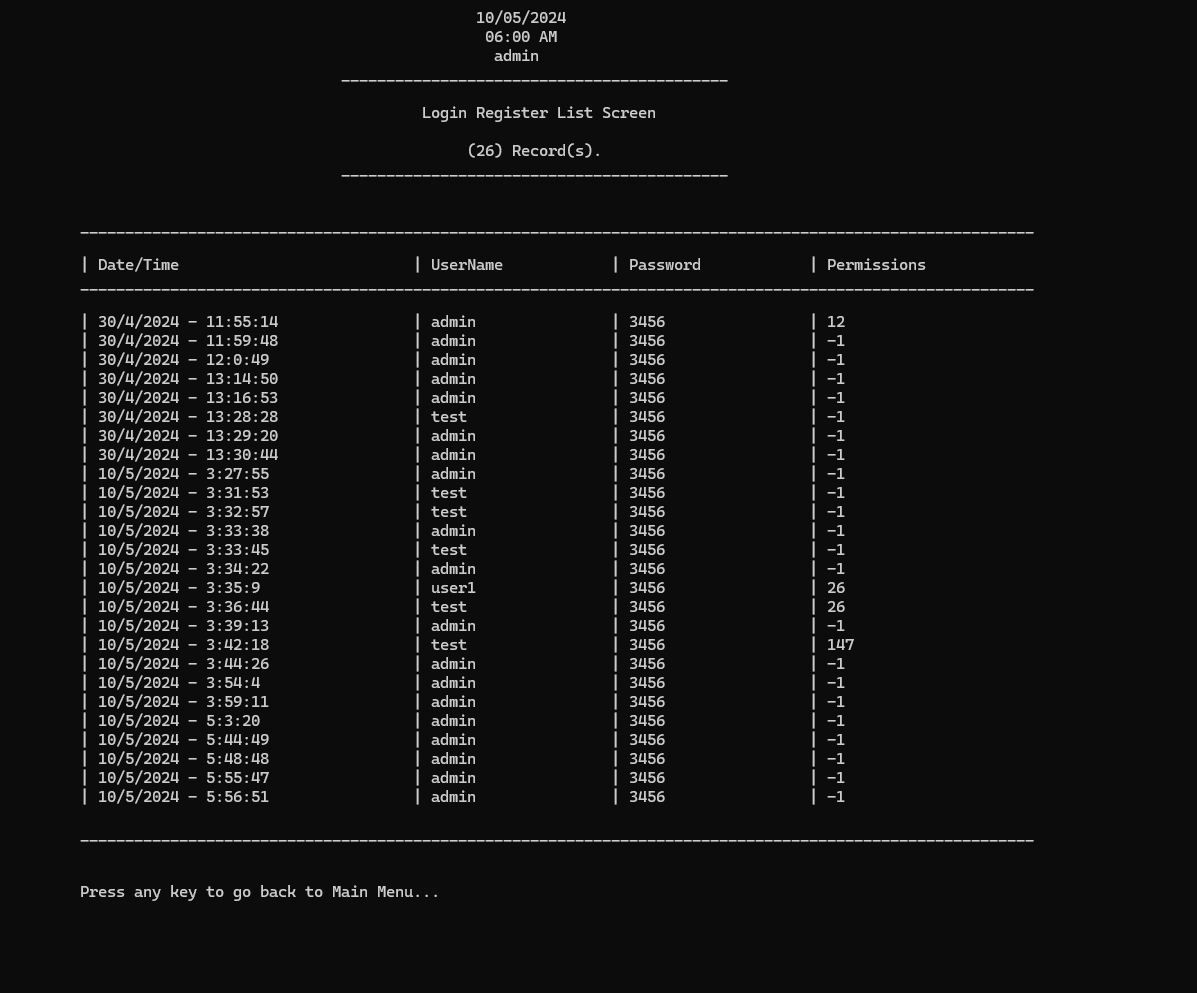 10/05/2024
06:00 AM
admin
___________________________________________
Login Register List Screen
(26) Record(s).
___________________________________________
__________________________________________________________________________________________________________
| Date/Time | UserName | Password | Permissions
__________________________________________________________________________________________________________
| 30/4/2024 - 11:55:14 | admin | 3456 | 12
| 30/4/2024 - 11:59:48 | admin | 3456 | -1
| 30/4/2024 - 12:0:49 | admin | 3456 | -1
| 30/4/2024 - 13:14:50 | admin | 3456 | -1
| 30/4/2024 - 13:16:53 | admin | 3456 | -1
| 30/4/2024 - 13:28:28 | test | 3456 | -1
| 30/4/2024 - 13:29:20 | admin | 3456 | -1
| 30/4/2024 - 13:30:44 | admin | 3456 | -1
| 10/5/2024 - 3:27:55 | admin | 3456 | -1
| 10/5/2024 - 3:31:53 | test | 3456 | -1
| 10/5/2024 - 3:32:57 | test | 3456 | -1
| 10/5/2024 - 3:33:38 | admin | 3456 | -1
| 10/5/2024 - 3:33:45 | test | 3456 | -1
| 10/5/2024 - 3:34:22 | admin | 3456 | -1
| 10/5/2024 - 3:35:9 | user1 | 3456 | 26
| 10/5/2024 - 3:36:44 | test | 3456 | 26
| 10/5/2024 - 3:39:13 | admin | 3456 | -1
| 10/5/2024 - 3:42:18 | test | 3456 | 147
| 10/5/2024 - 3:44:26 | admin | 3456 | -1
| 10/5/2024 - 3:54:4 | admin | 3456 | -1
| 10/5/2024 - 3:59:11 | admin | 3456 | -1
| 10/5/2024 - 5:3:20 | admin | 3456 | -1
| 10/5/2024 - 5:44:49 | admin | 3456 | -1
| 10/5/2024 - 5:48:48 | admin | 3456 | -1
| 10/5/2024 - 5:55:47 | admin | 3456 | -1
| 10/5/2024 - 5:56:51 | admin | 3456 | -1
__________________________________________________________________________________________________________
Press any key to go back to Main Menu...